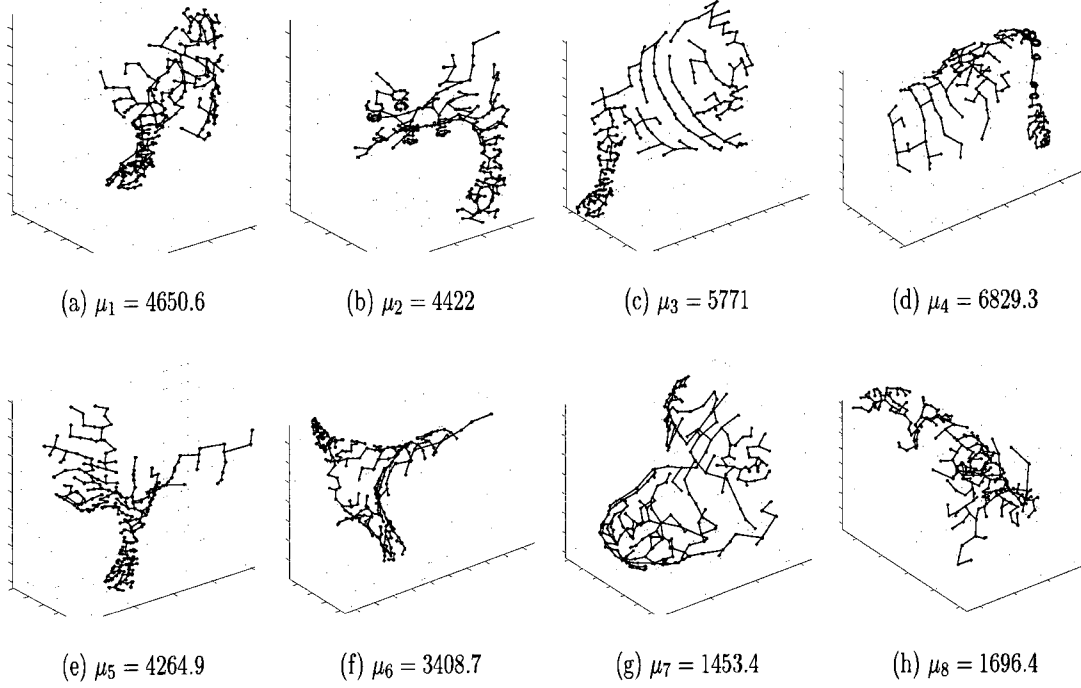 (a) μ₁ = 4650.6
(b) μ₂ = 4422
(c) μ₃ = 5771
(d) μ₄ = 6829.3
(e) μ₅ = 4264.9
(f) μ₆ = 3408.7
(g) μ₇ = 1453.4
(h) μ₈ = 1696.4